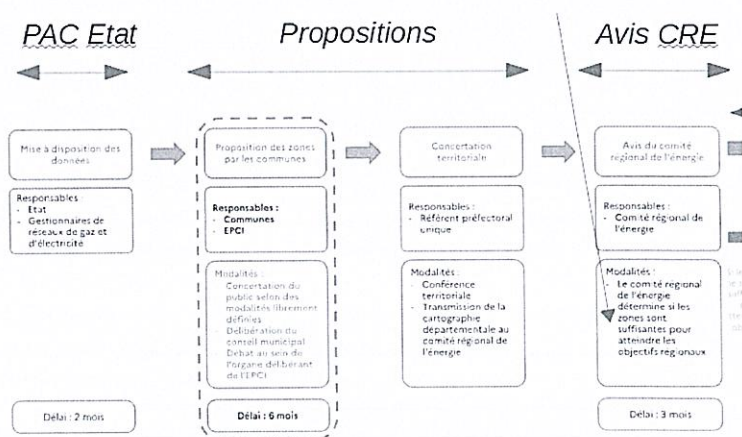 PAC Etat
Propositions
Avis CRE
Mise à disposition des
données
Responsables
- Etat
- Gestionnaires de
réseaux de gaz et
d'électricité
Délai : 2 mois
Proposition des zones
par les communes
Responsables :
- Communes
- EPCI
Modalités :
Concertation du
public selon des
modalités librement
définies
Délibération du
conseil municipal
Débat au sein de
l'organe délibérant
de l'EPCI
Délai : 6 mois
Concertation
territoriale
Responsables :
- Référent préfectoral
unique
Modalités :
- Conférence
territoriale
- Transmission de la
cartographie
départementale au
comité régional de
l'énergie
Avis du comité
régional de l'énergie
Responsables :
- Comité régional de
l'énergie
Modalités :
- Le comité régional
de l'énergie
détermine si les
zones sont
suffisantes pour
atteindre les
objectifs régionaux
Délai : 3 mois